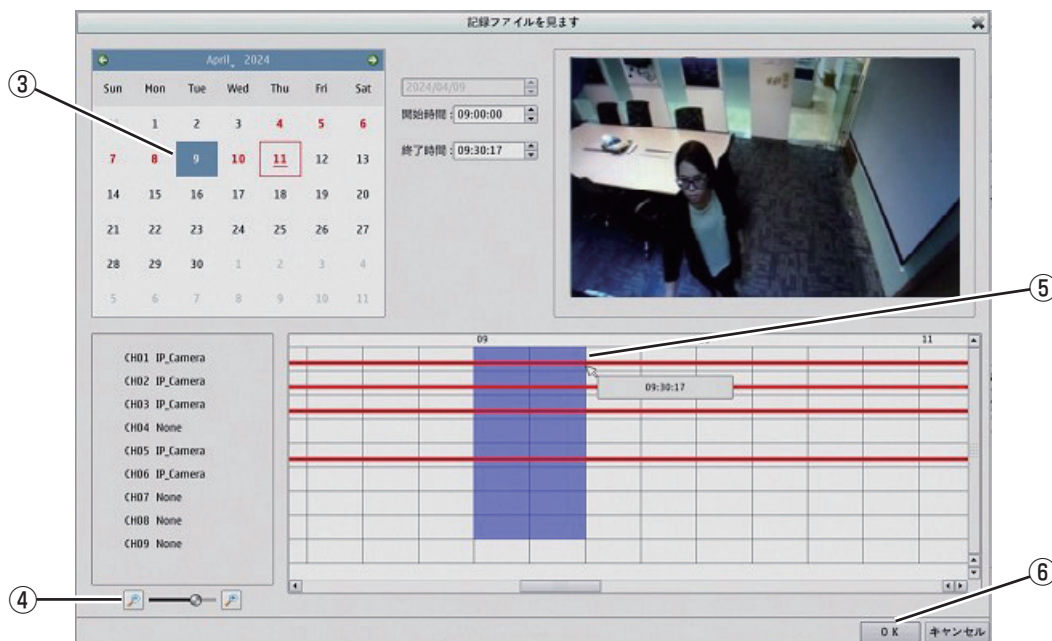 記録ファイルを見ます
April 2024
Sun Mon Tue Wed Thu Fri Sat
1 2 3 4 5 6
7 8 9 10 11 12 13
14 15 16 17 18 19 20
21 22 23 24 25 26 27
28 29 30 1 2 3 4
5 6 7 8 9 10 11
2024/04/09
開始時間 : 09:00:00
終了時間 : 09:30:17
③
⑤
09 11
09:30:17
CH01 IP_Camera
CH02 IP_Camera
CH03 IP_Camera
CH04 None
CH05 IP_Camera
CH06 IP_Camera
CH07 None
CH08 None
CH09 None
④
⑥
OK キャンセル